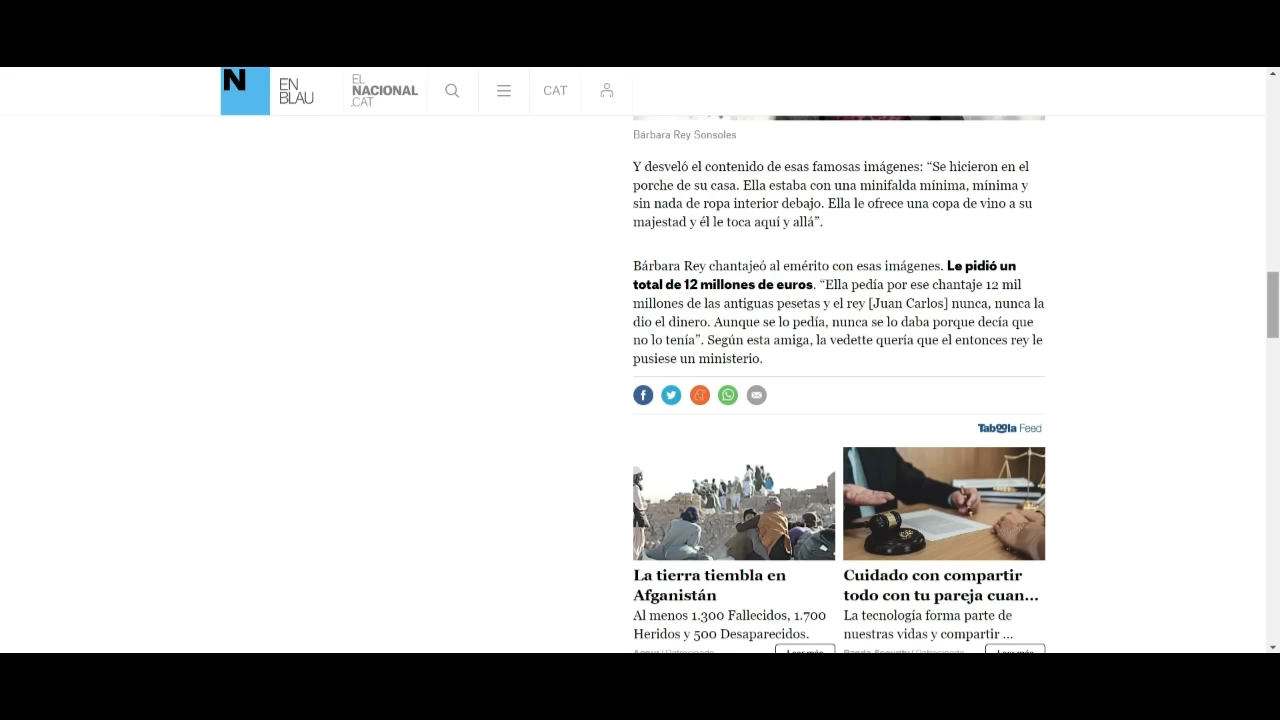 N
EN
BLAU
EL
NACIONAL
.CAT
CAT
Bárbara Rey Sonsoles
Y desveló el contenido de esas famosas imágenes: “Se hicieron en el
porche de su casa. Ella estaba con una minifalda mínima, mínima y
sin nada de ropa interior debajo. Ella le ofrece una copa de vino a su
majestad y él le toca aquí y allá”.
Bárbara Rey chantajeó al emérito con esas imágenes. Le pidió un
total de 12 millones de euros. “Ella pedía por ese chantaje 12 mil
millones de las antiguas pesetas y el rey [Juan Carlos] nunca, nunca la
dio el dinero. Aunque se lo pedía, nunca se lo daba porque decía que
no lo tenía”. Según esta amiga, la vedette quería que el entonces rey le
pusiese un ministerio.
Taboola Feed
La tierra tiembla en
Afganistán
Al menos 1.300 Fallecidos, 1.700
Heridos y 500 Desaparecidos.
Cuidado con compartir
todo con tu pareja cuan...
La tecnología forma parte de
nuestras vidas y compartir ...